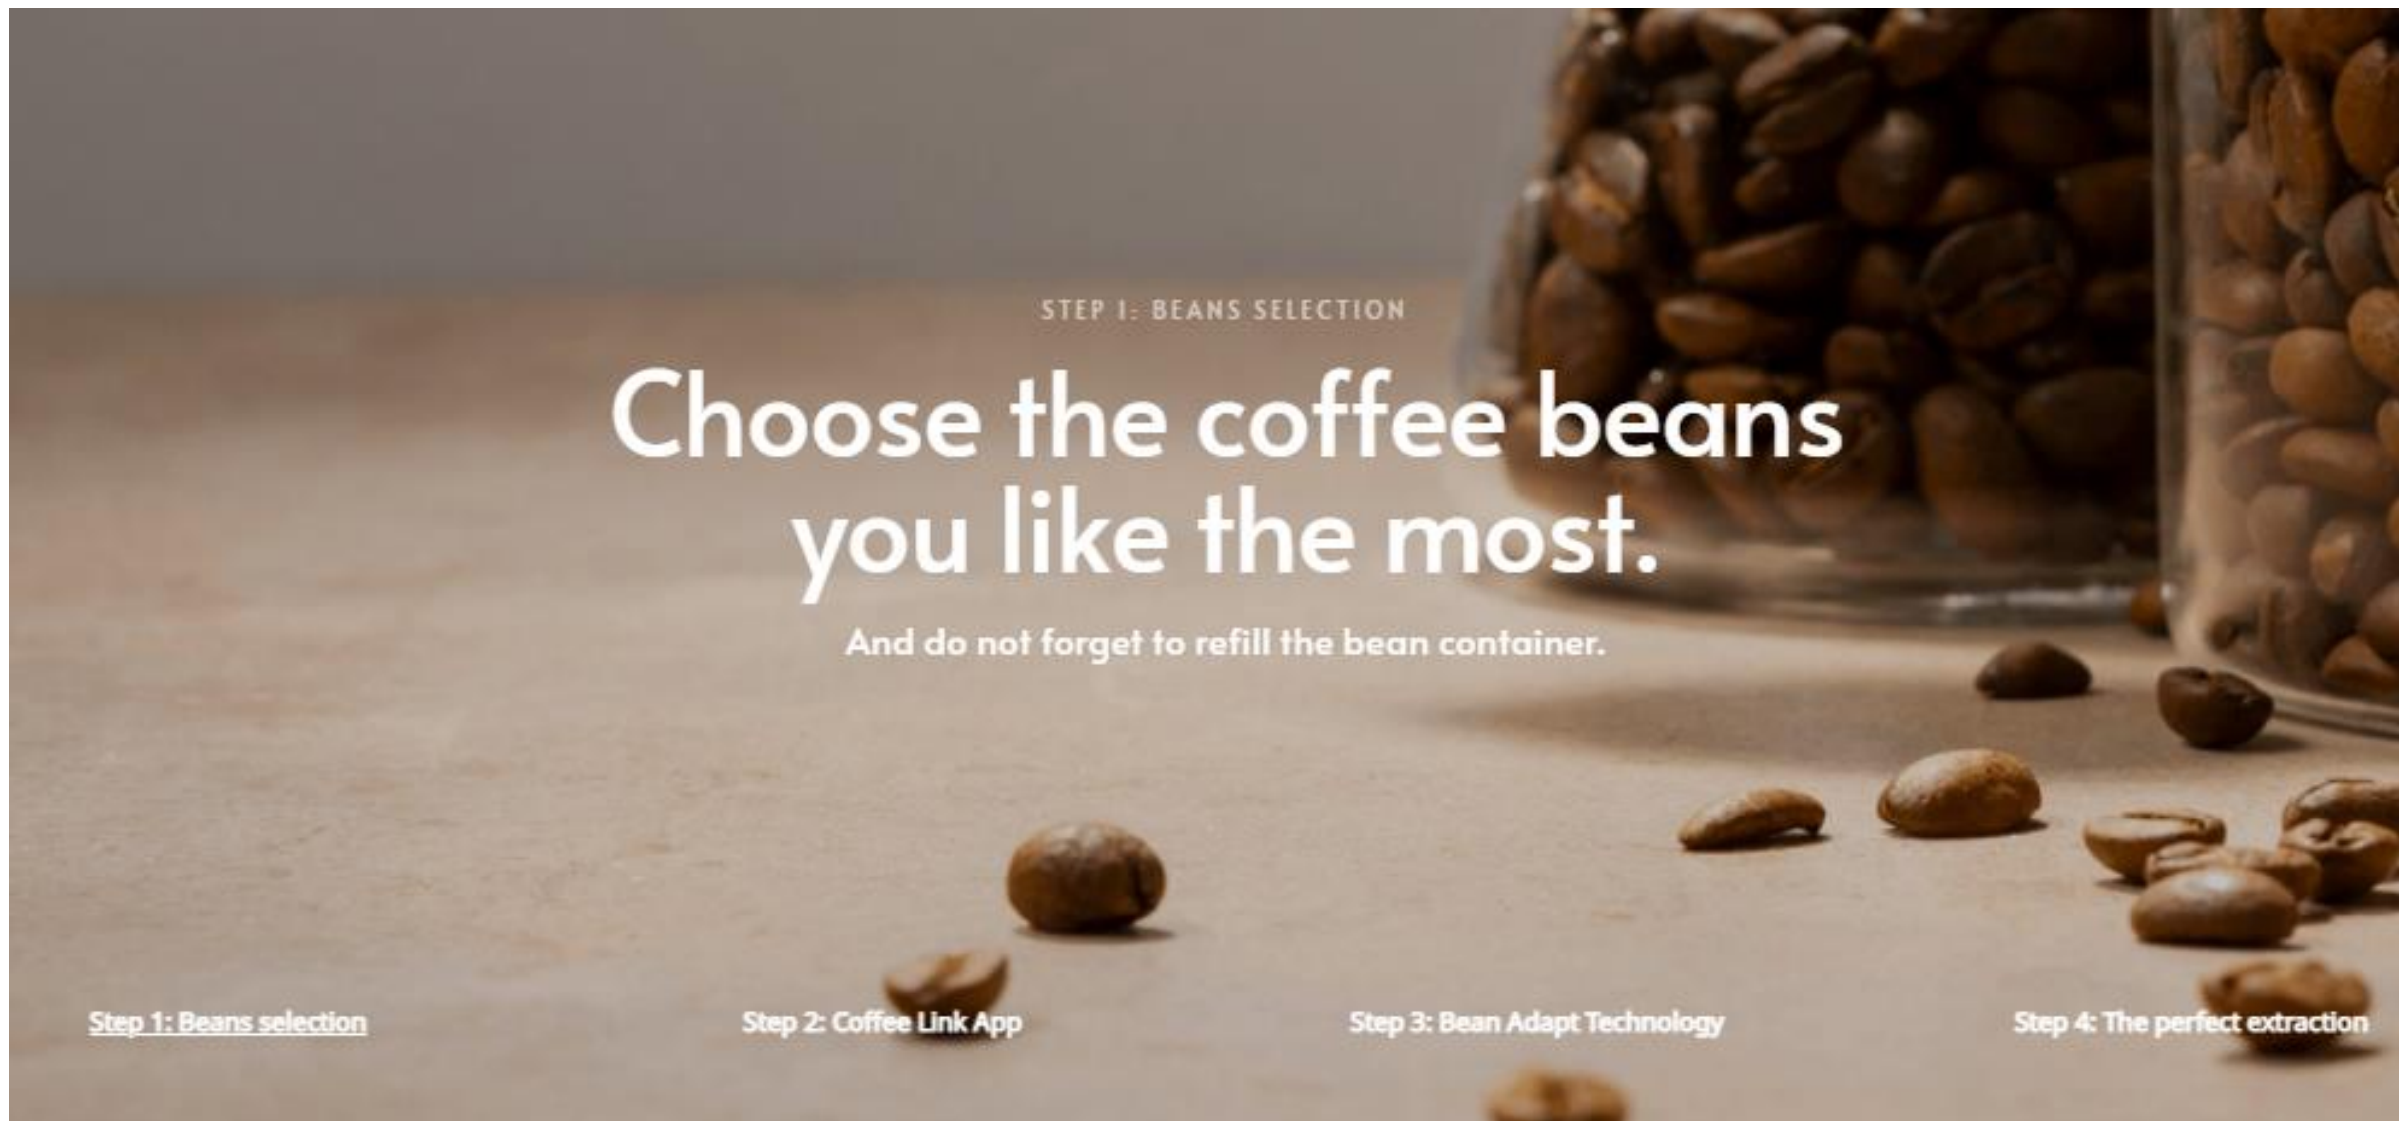 STEP 1: BEANS SELECTION
Choose the coffee beans
you like the most.
And do not forget to refill the bean container.
Step 1: Beans selection
Step 2: Coffee Link App
Step 3: Bean Adapt Technology
Step 4: The perfect extraction